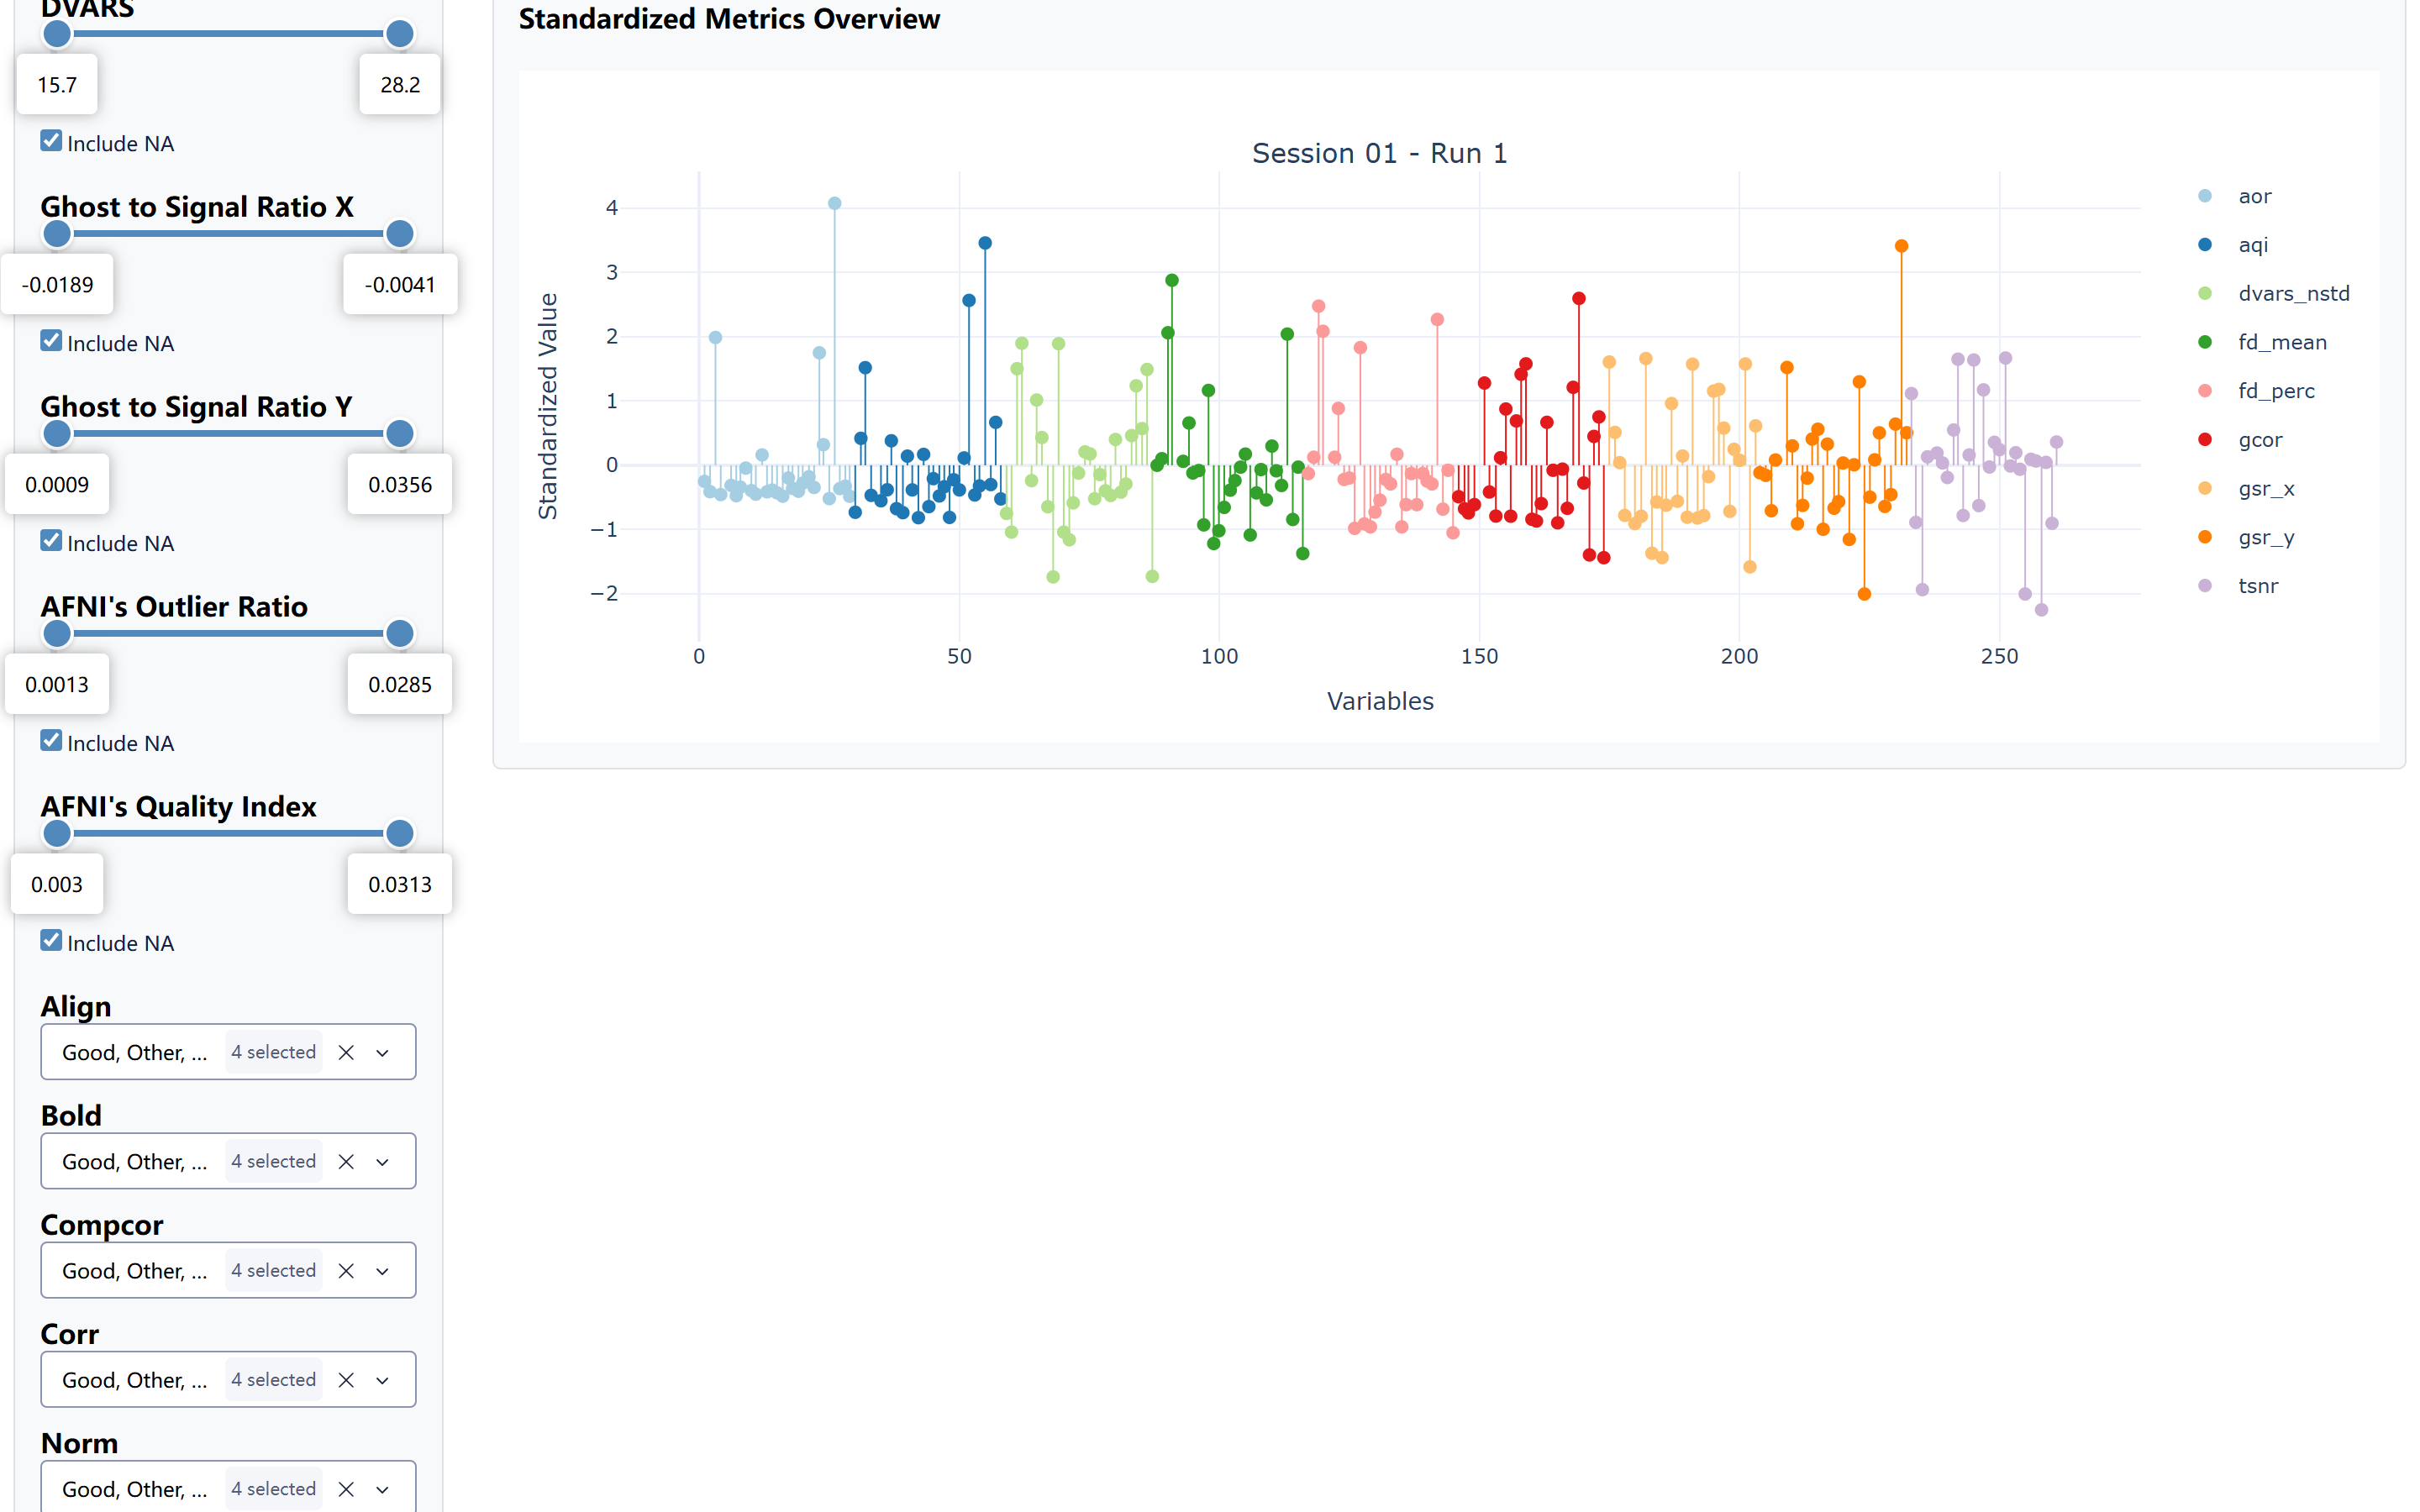 DVARS
15.7
28.2
Include NA
Ghost to Signal Ratio X
-0.0189
-0.0041
Include NA
Ghost to Signal Ratio Y
0.0009
0.0356
Include NA
AFNI's Outlier Ratio
0.0013
0.0285
Include NA
AFNI's Quality Index
0.003
0.0313
Include NA
Align
Good, Other, ... 4 selected
Bold
Good, Other, ... 4 selected
Compcor
Good, Other, ... 4 selected
Corr
Good, Other, ... 4 selected
Norm
Good, Other, ... 4 selected
Standardized Metrics Overview
Session 01 - Run 1
Standardized Value
4
3
2
1
0
−1
−2
0
50
100
150
200
250
Variables
aor
aqi
dvars_nstd
fd_mean
fd_perc
gcor
gsr_x
gsr_y
tsnr